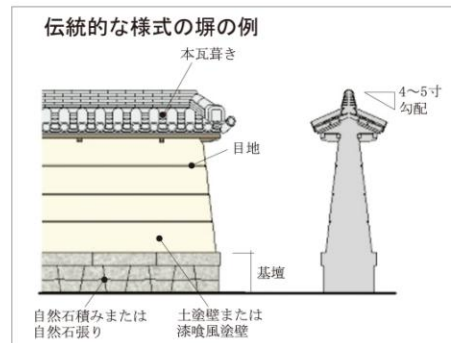 伝統的な様式の塀の例
本瓦葺き
4〜5寸
勾配
目地
基壇
自然石積みまたは
自然石張り
土塗壁または
漆喰風塗壁